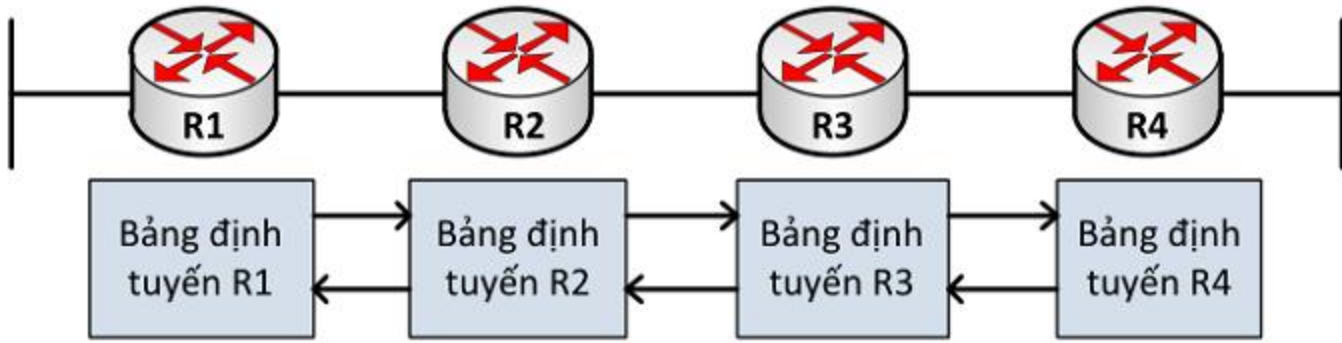 R1
R2
R3
R4
Bảng định
tuyến R1
Bảng định
tuyến R2
Bảng định
tuyến R3
Bảng định
tuyến R4